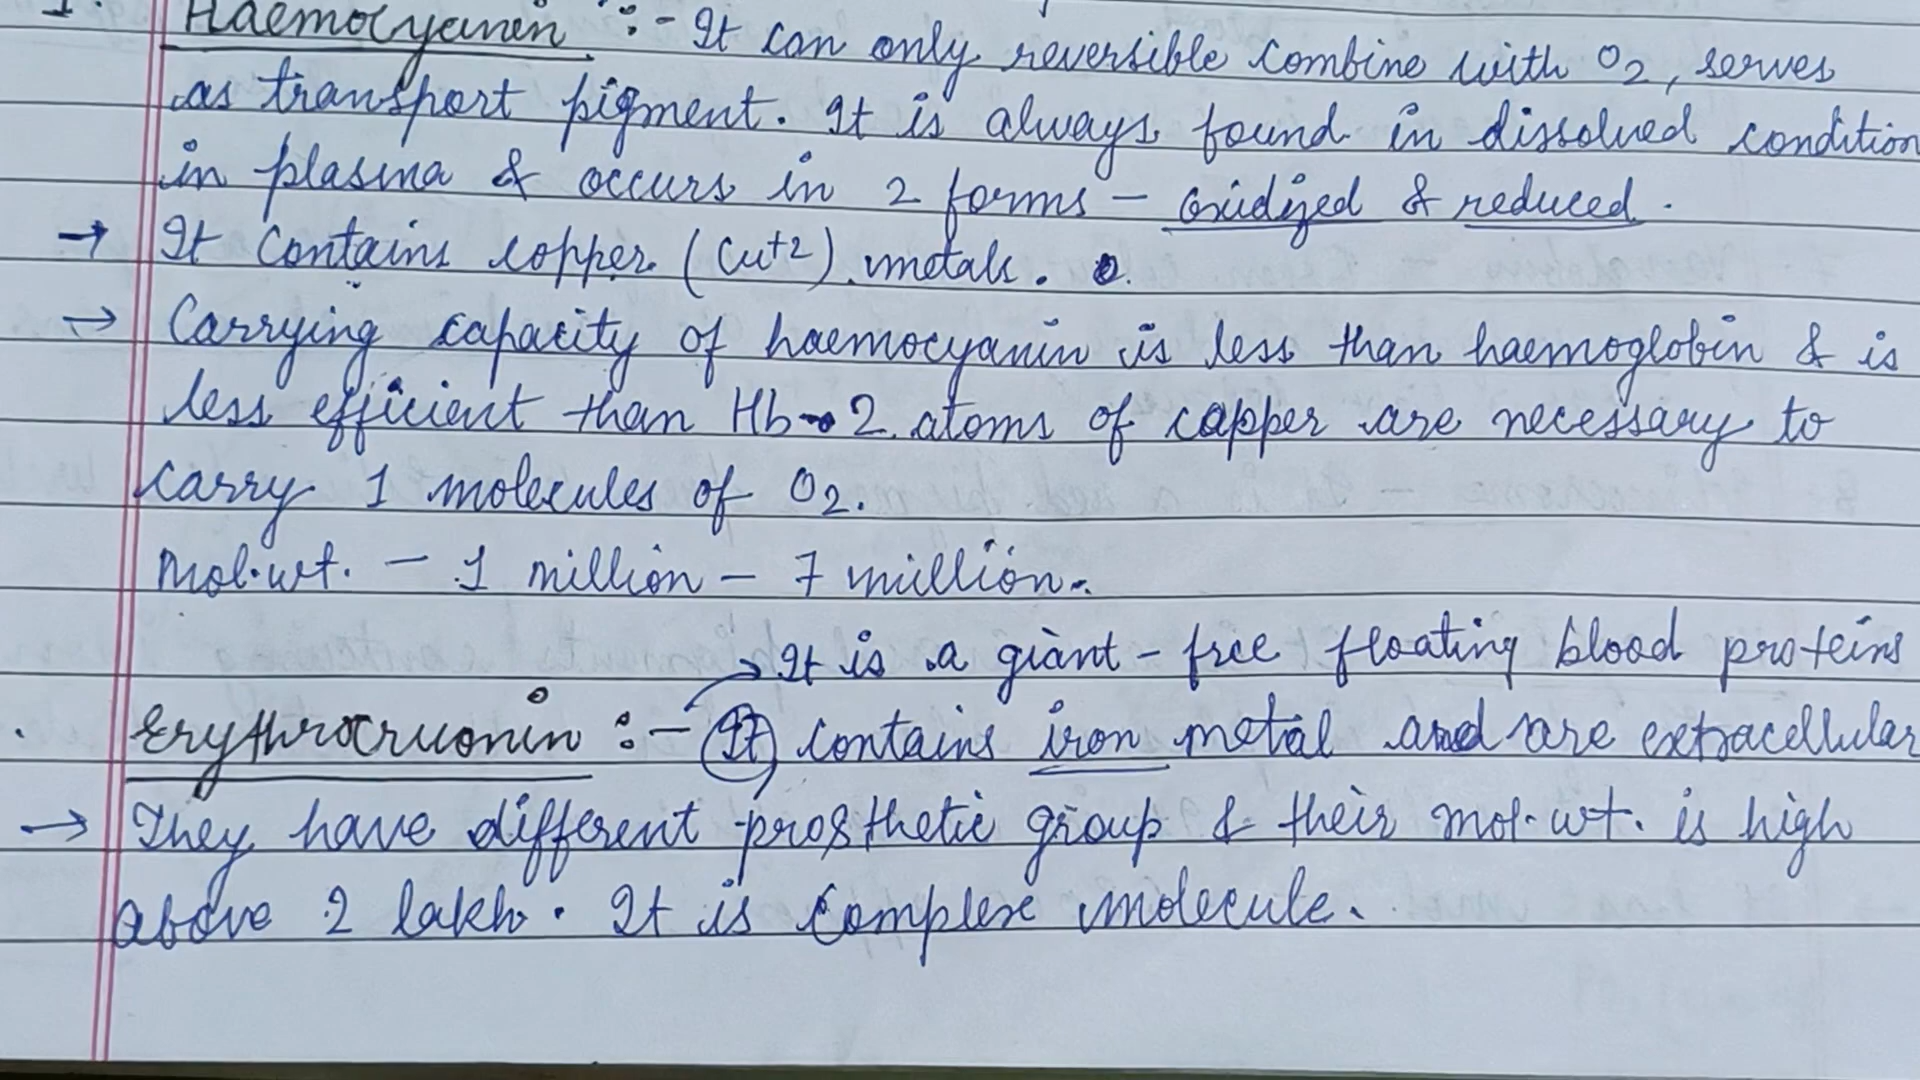 Haemocyanin :- It can only reversible combine with O2, serves
as transport pigment. It is always found in dissolved condition
in plasma & occurs in 2 forms - oxidized & reduced.
→ It contains copper (Cu+2) metals.
→ Carrying capacity of haemocyanin is less than haemoglobin & is
less efficient than Hb → 2 atoms of capper are necessary to
carry 1 molecules of O2.
Mol.wt. - 1 million - 7 million.
→ It is a giant - free floating blood proteins
Erythrocruonin :- It contains iron metal and are extracellular
→ They have different prosthetic group & their mol.wt. is high
above 2 lakh. It is complex molecule.